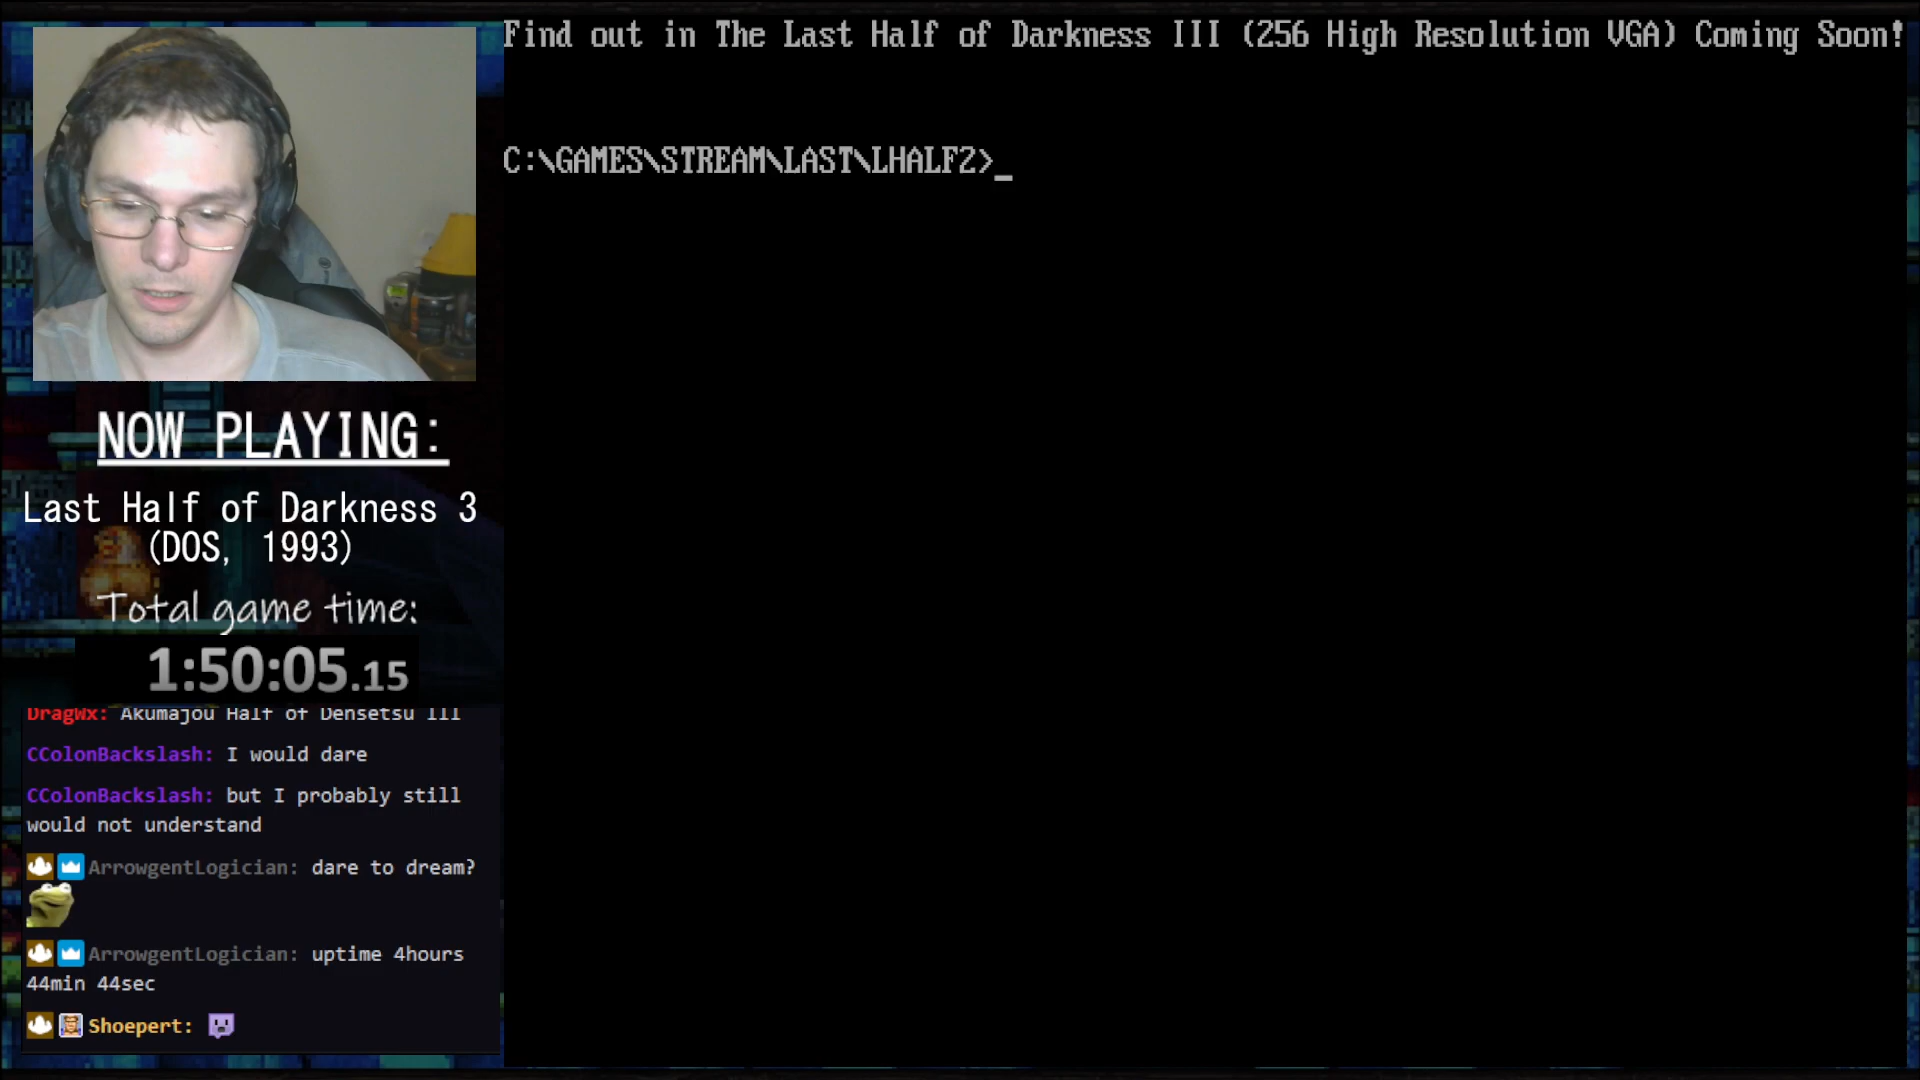 Find out in The Last Half of Darkness III (256 High Resolution VGA) Coming Soon!
C:\GAMES\STREAM\LAST\LHALF2>_
NOW PLAYING:
Last Half of Darkness 3
(DOS, 1993)
Total game time:
1:50:05.15
DragWx: Akumajou Half of Densetsu III
CColonBackslash: I would dare
CColonBackslash: but I probably still
would not understand
ArrowgentLogician: dare to dream?
ArrowgentLogician: uptime 4hours
44min 44sec
Shoepert: